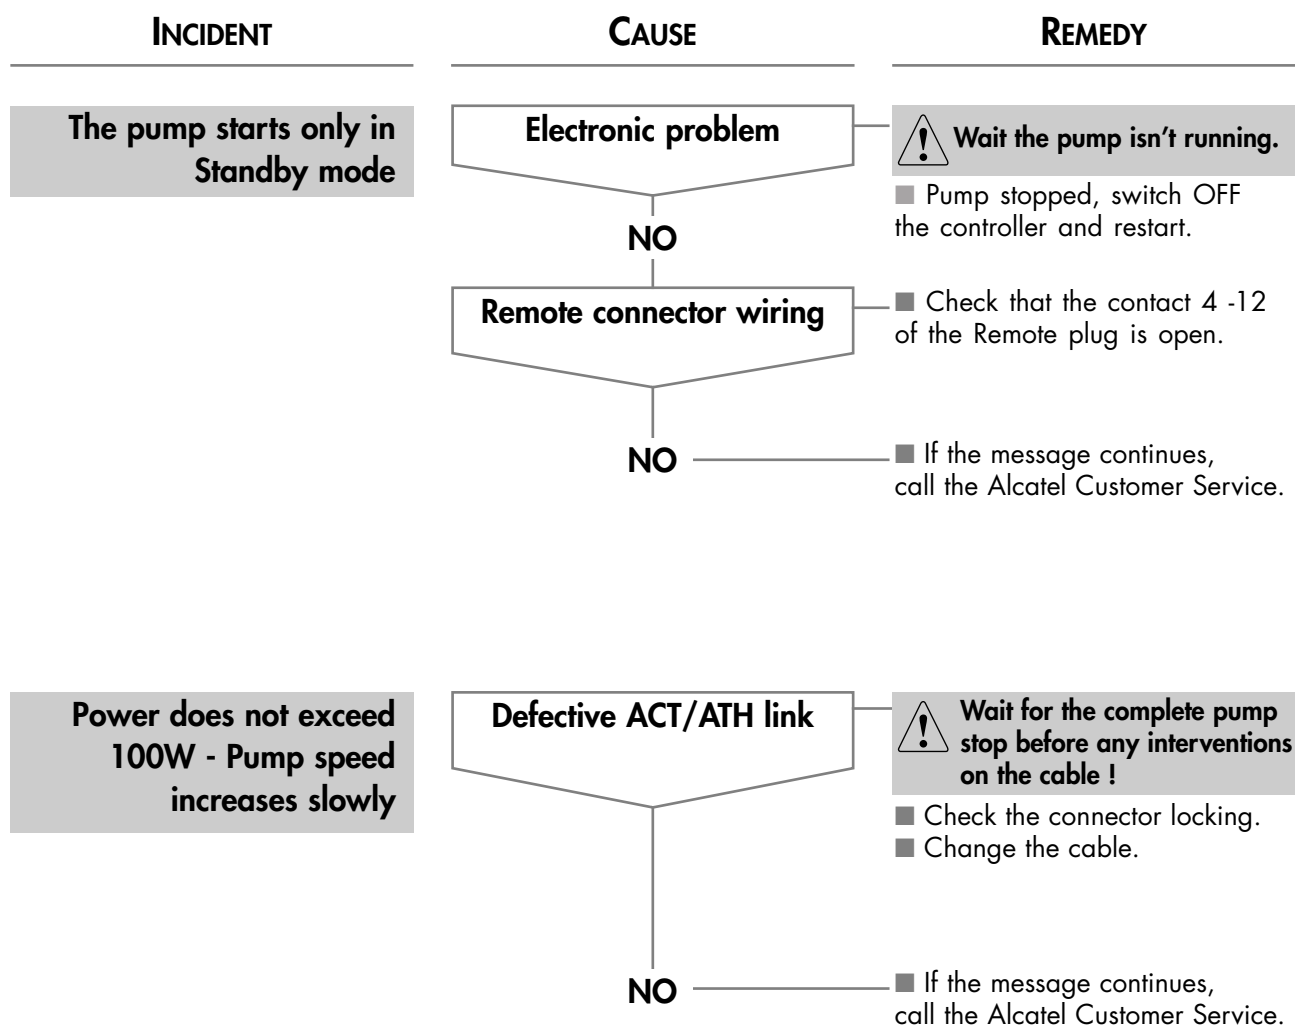 INCIDENT
CAUSE
REMEDY
The pump starts only in
Standby mode
Electronic problem
Wait the pump isn't running.
■ Pump stopped, switch OFF
the controller and restart.
NO
Remote connector wiring
■ Check that the contact 4 -12
of the Remote plug is open.
NO
■ If the message continues,
call the Alcatel Customer Service.
Power does not exceed
100W - Pump speed
increases slowly
Defective ACT/ATH link
Wait for the complete pump
stop before any interventions
on the cable !
■ Check the connector locking.
■ Change the cable.
NO
■ If the message continues,
call the Alcatel Customer Service.